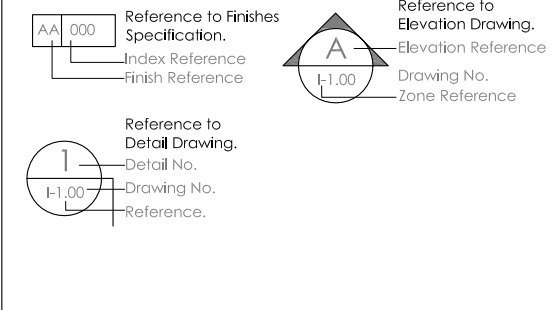 AA 000
Reference to Finishes
Specification.
Index Reference
Finish Reference
Reference to
Elevation Drawing.
A
Elevation Reference
I-1.00
Drawing No.
Zone Reference
Reference to
Detail Drawing.
1
Detail No.
I-1.00
Drawing No.
Reference.